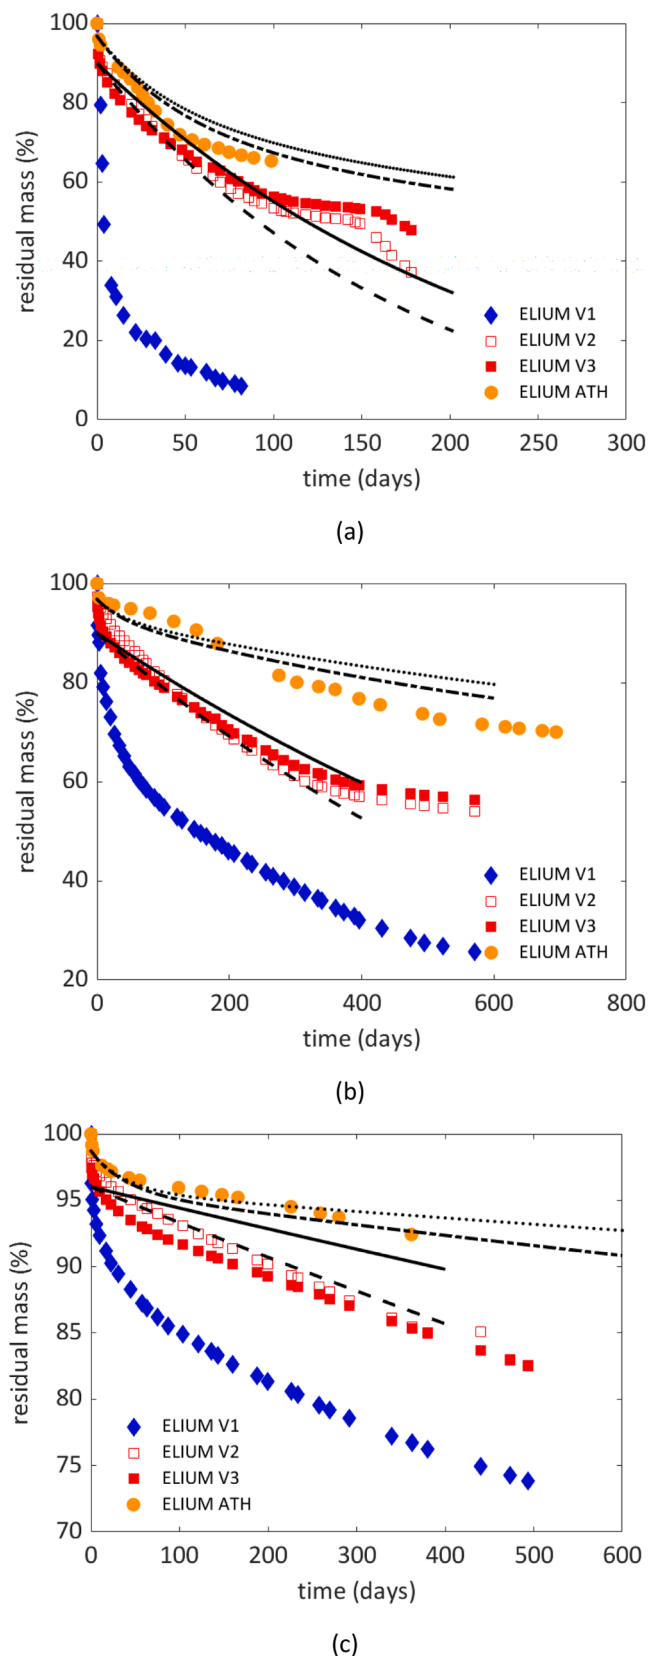 100
80
60
40
20
0
residual mass (%)
ELIUM V1
ELIUM V2
ELIUM V3
ELIUM ATH
0 50 100 150 200 250 300
time (days)
(a)
100
80
60
40
20
residual mass (%)
ELIUM V1
ELIUM V2
ELIUM V3
ELIUM ATH
0 200 400 600 800
time (days)
(b)
100
95
90
85
80
75
70
residual mass (%)
ELIUM V1
ELIUM V2
ELIUM V3
ELIUM ATH
0 100 200 300 400 500 600
time (days)
(c)